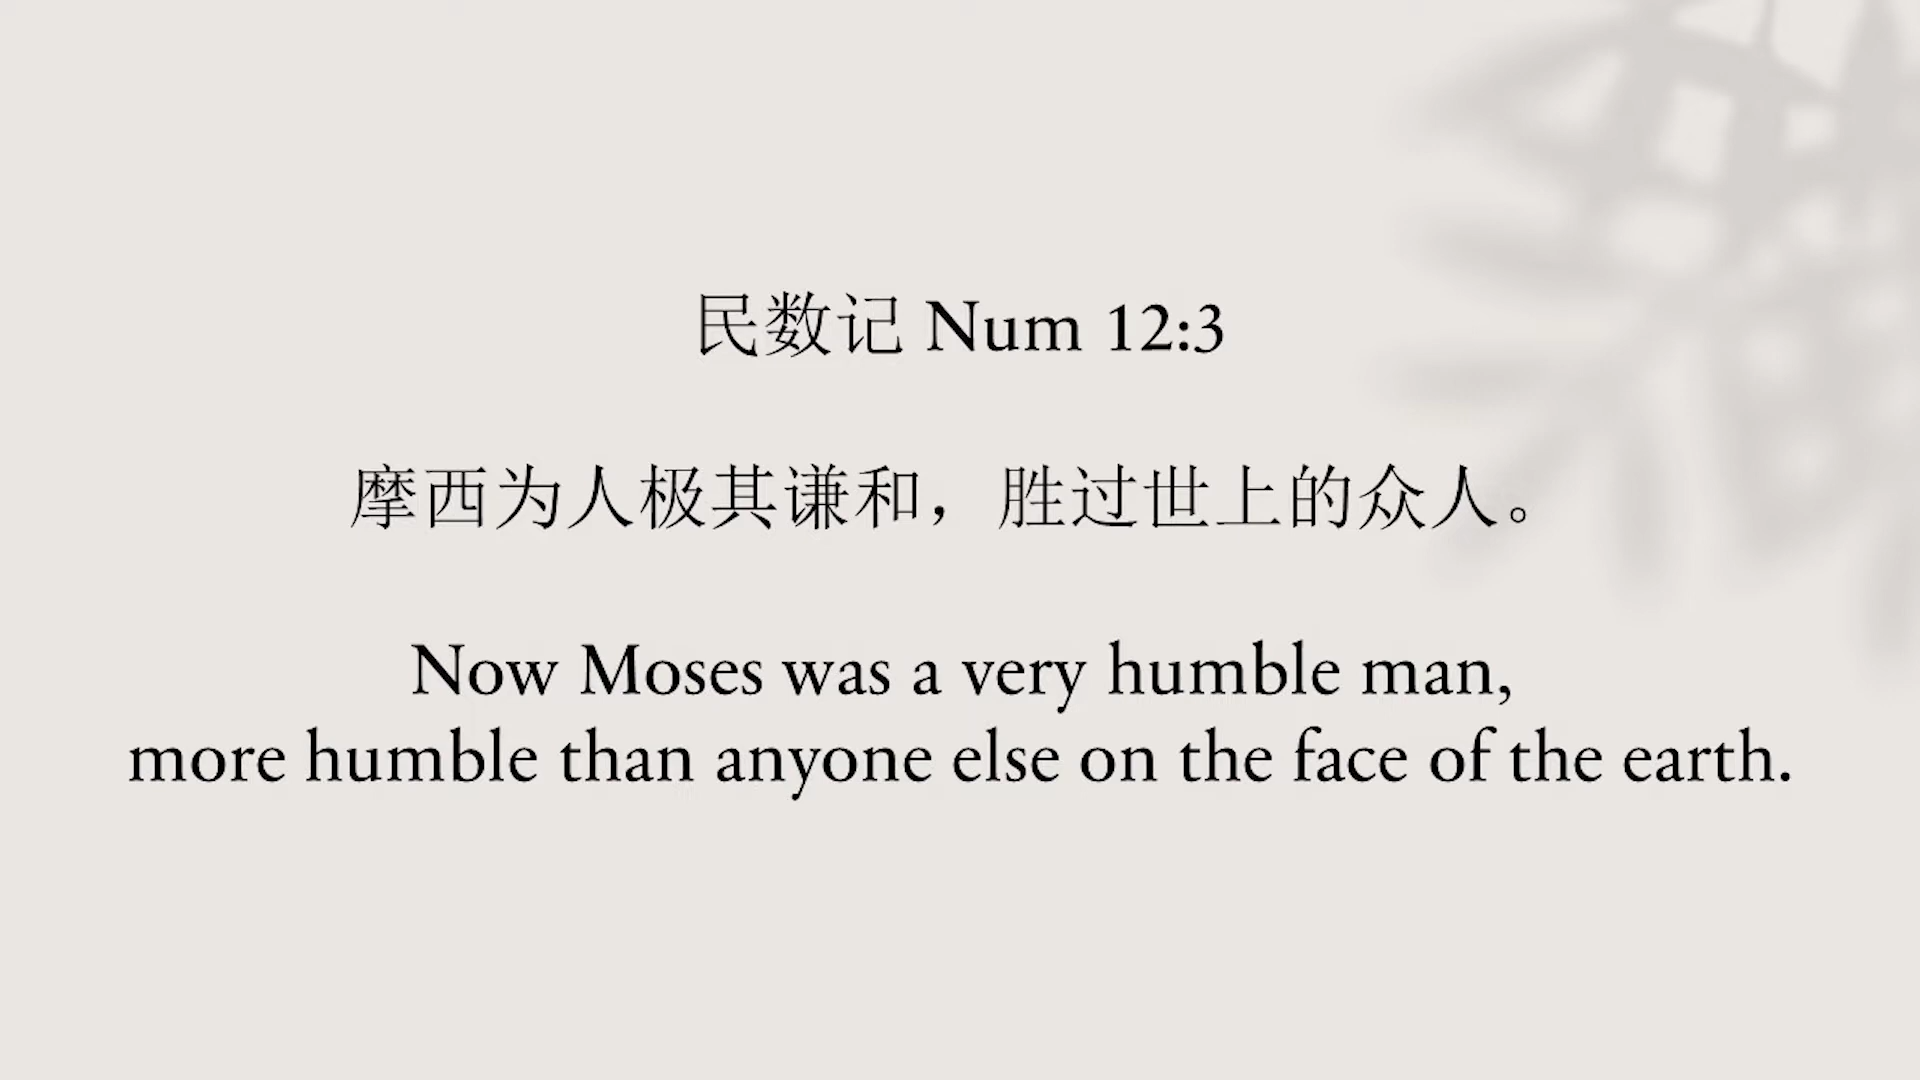 民数记 Num 12:3
摩西为人极其谦和，胜过世上的众人。
Now Moses was a very humble man,
more humble than anyone else on the face of the earth.